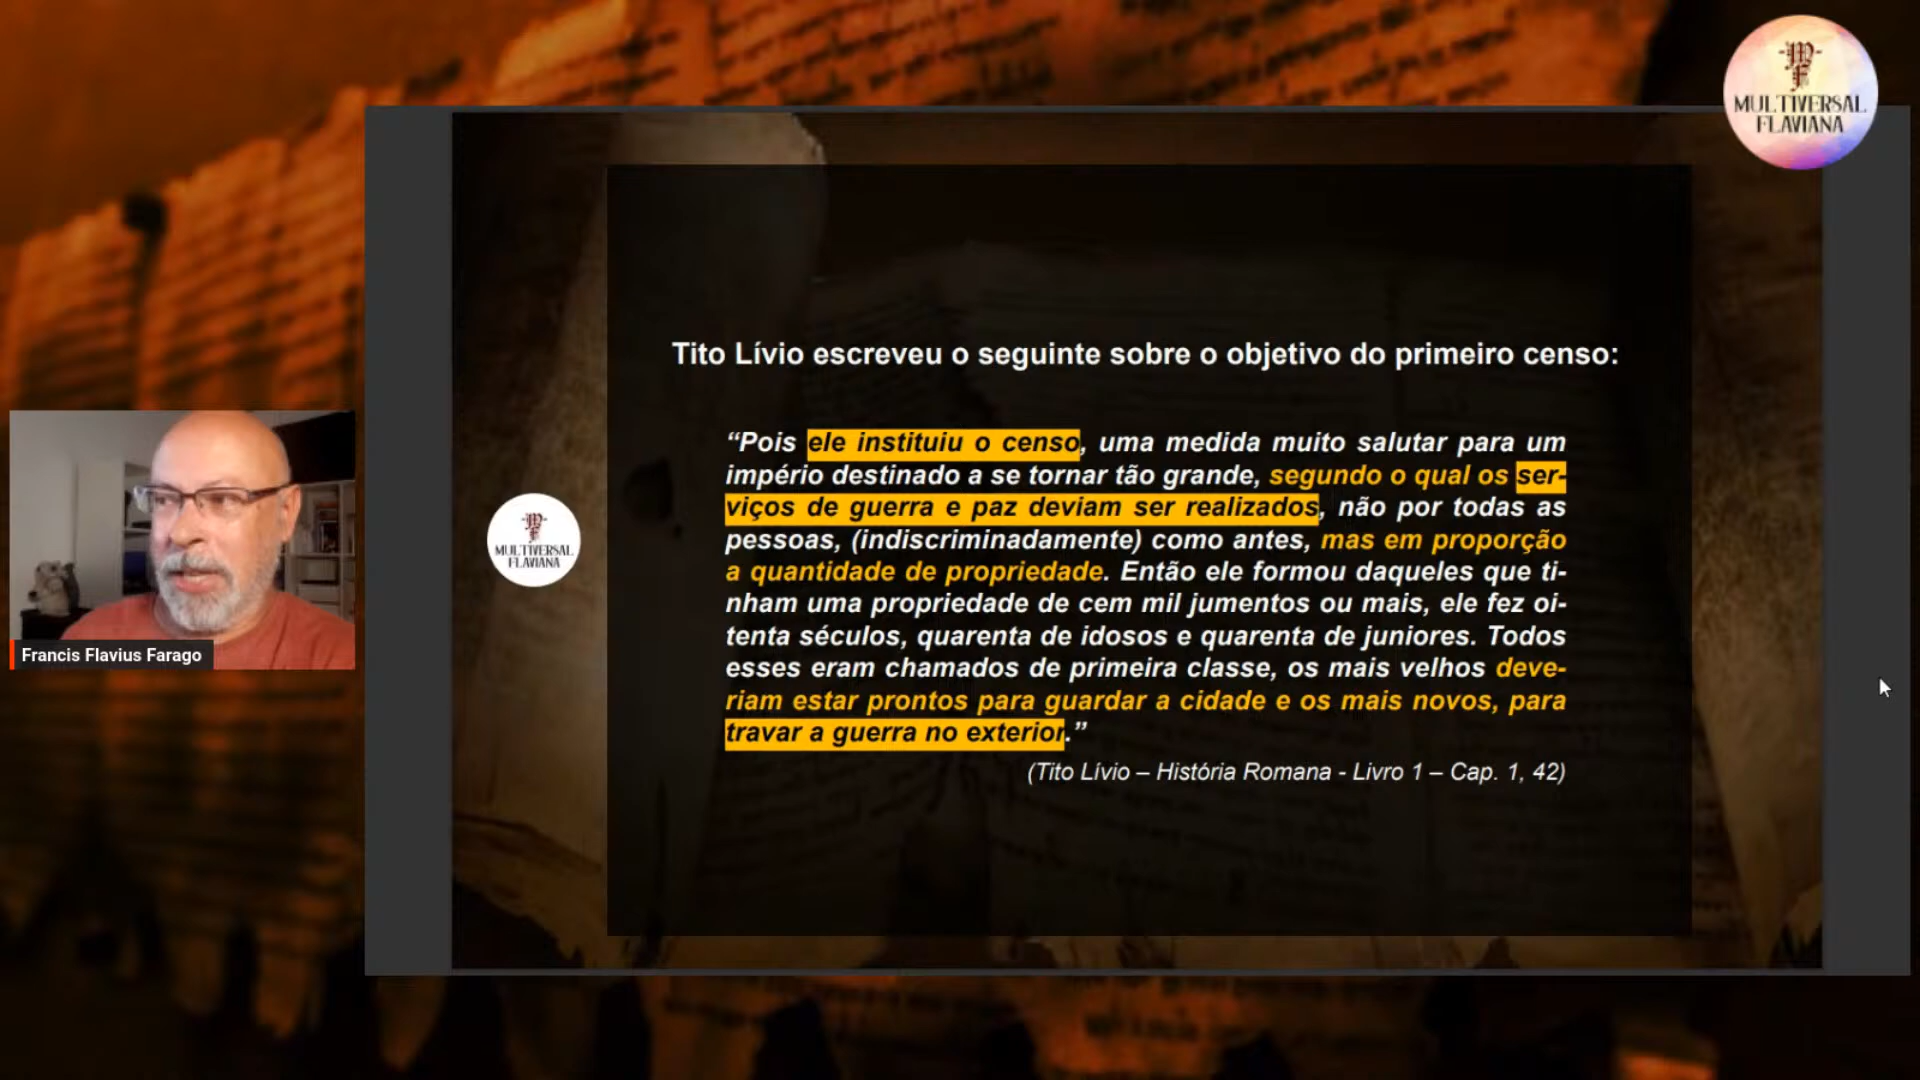 MULTIVERSAL
FLAVIANA
Tito Lívio escreveu o seguinte sobre o objetivo do primeiro censo:
“Pois ele instituiu o censo, uma medida muito salutar para um
império destinado a se tornar tão grande, segundo o qual os ser-
viços de guerra e paz deviam ser realizados, não por todas as
pessoas, (indiscriminadamente) como antes, mas em proporção
a quantidade de propriedade. Então ele formou daqueles que ti-
nham uma propriedade de cem mil jumentos ou mais, ele fez oi-
tenta séculos, quarenta de idosos e quarenta de juniores. Todos
esses eram chamados de primeira classe, os mais velhos deve-
riam estar prontos para guardar a cidade e os mais novos, para
travar a guerra no exterior.”
(Tito Lívio – História Romana - Livro 1 – Cap. 1, 42)
MULTIVERSAL
FLAVIANA
Francis Flavius Farago